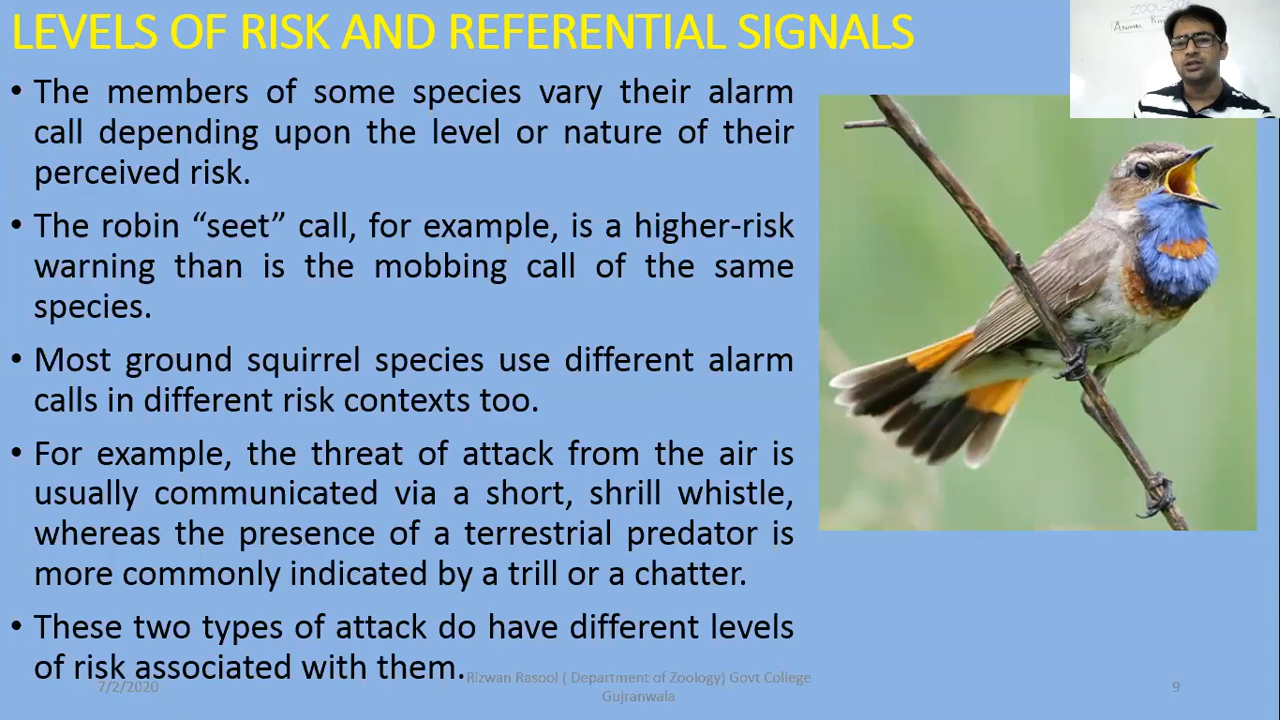 LEVELS OF RISK AND REFERENTIAL SIGNALS
ZOOL-20
• The members of some species vary their alarm
call depending upon the level or nature of their
perceived risk.
• The robin “seet” call, for example, is a higher-risk
warning than is the mobbing call of the same
species.
• Most ground squirrel species use different alarm
calls in different risk contexts too.
• For example, the threat of attack from the air is
usually communicated via a short, shrill whistle,
whereas the presence of a terrestrial predator is
more commonly indicated by a trill or a chatter.
• These two types of attack do have different levels
of risk associated with them.
7/2/2020
Rizwan Rasool ( Department of Zoology) Govt College
Gujranwala
9